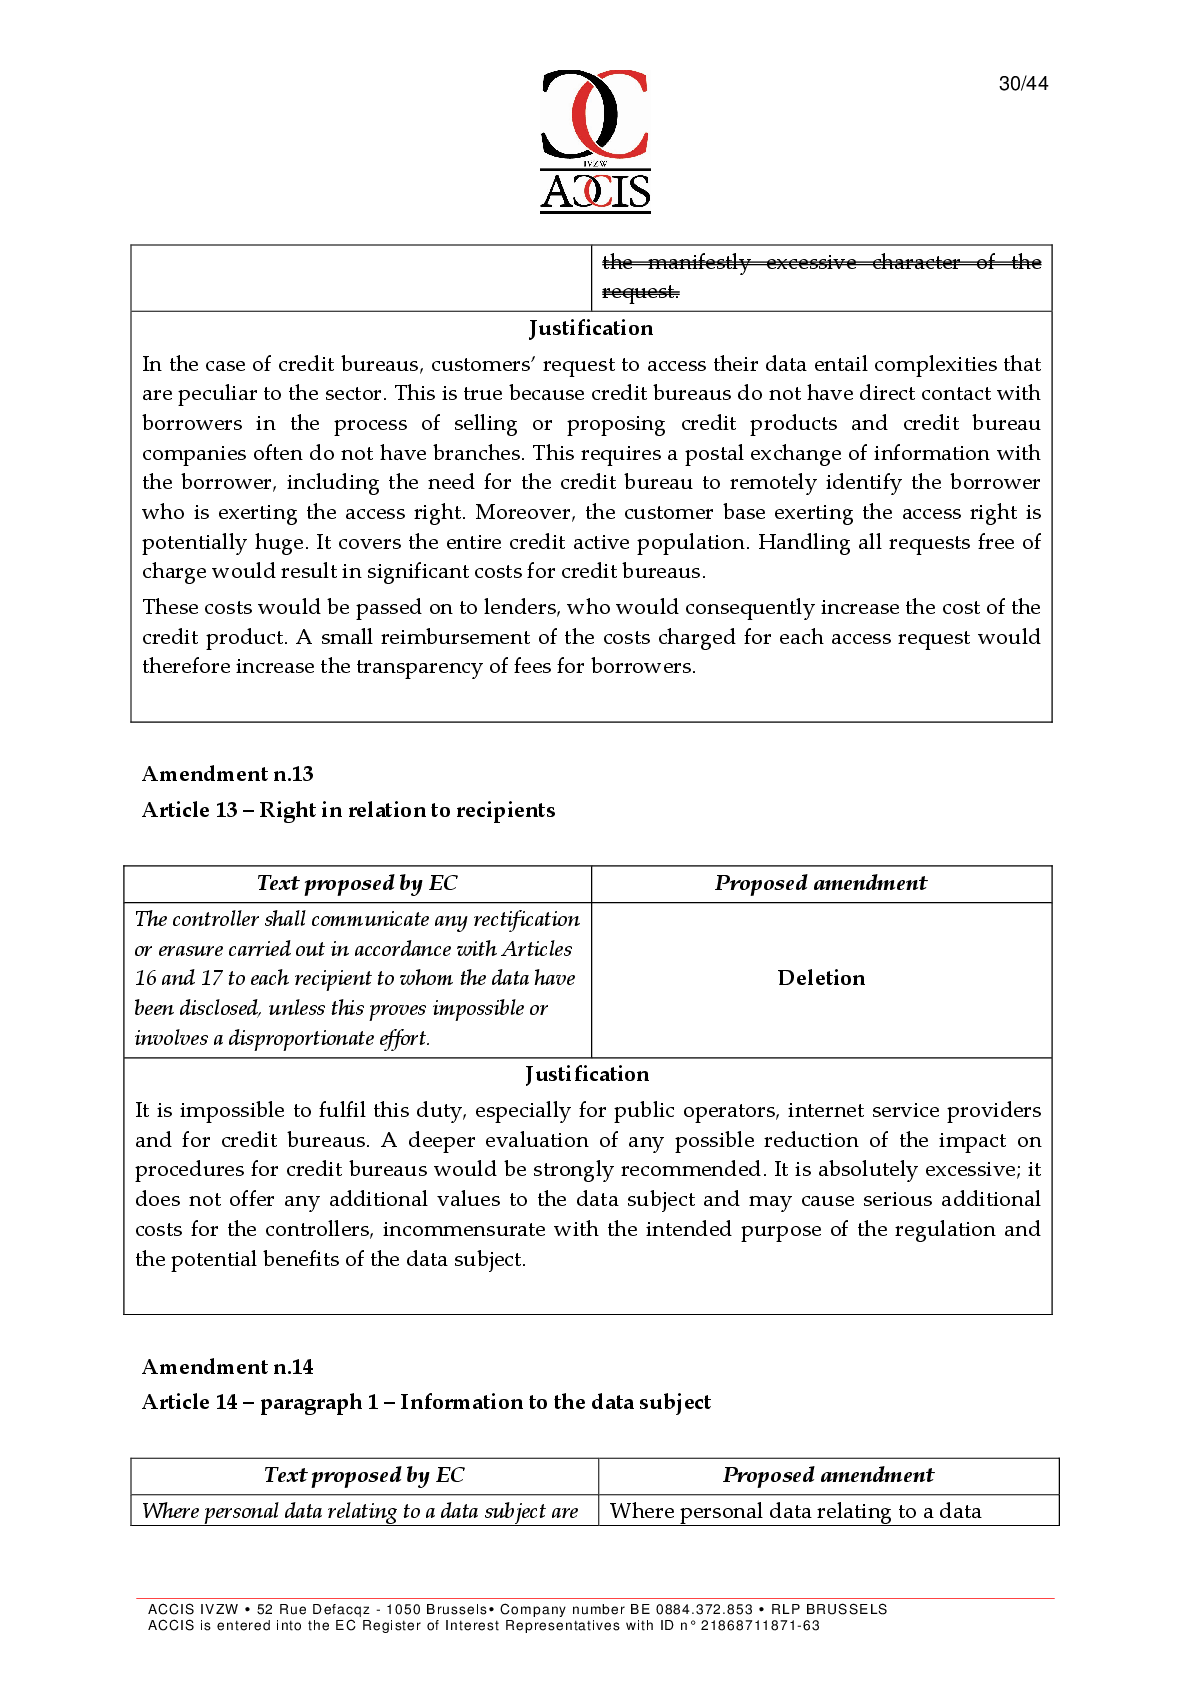 30/44
IVZW
ACCIS
the manifestly excessive character of the
request.
Justification
In the case of credit bureaus, customers’ request to access their data entail complexities that
are peculiar to the sector. This is true because credit bureaus do not have direct contact with
borrowers in the process of selling or proposing credit products and credit bureau
companies often do not have branches. This requires a postal exchange of information with
the borrower, including the need for the credit bureau to remotely identify the borrower
who is exerting the access right. Moreover, the customer base exerting the access right is
potentially huge. It covers the entire credit active population. Handling all requests free of
charge would result in significant costs for credit bureaus.
These costs would be passed on to lenders, who would consequently increase the cost of the
credit product. A small reimbursement of the costs charged for each access request would
therefore increase the transparency of fees for borrowers.
Amendment n.13
Article 13 – Right in relation to recipients
Text proposed by EC
Proposed amendment
The controller shall communicate any rectification
or erasure carried out in accordance with Articles
16 and 17 to each recipient to whom the data have
been disclosed, unless this proves impossible or
involves a disproportionate effort.
Deletion
Justification
It is impossible to fulfil this duty, especially for public operators, internet service providers
and for credit bureaus. A deeper evaluation of any possible reduction of the impact on
procedures for credit bureaus would be strongly recommended. It is absolutely excessive; it
does not offer any additional values to the data subject and may cause serious additional
costs for the controllers, incommensurate with the intended purpose of the regulation and
the potential benefits of the data subject.
Amendment n.14
Article 14 – paragraph 1 – Information to the data subject
Text proposed by EC
Proposed amendment
Where personal data relating to a data subject are
Where personal data relating to a data
ACCIS IVZW • 52 Rue Defacqz - 1050 Brussels• Company number BE 0884.372.853 • RLP BRUSSELS
ACCIS is entered into the EC Register of Interest Representatives with ID n° 21868711871-63